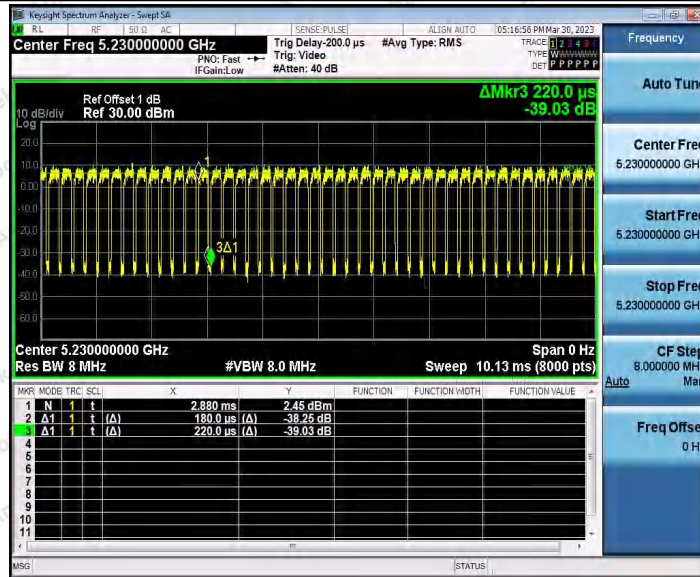 Keysight Spectrum Analyzer - Swept SA
RL RF 50 Ω AC SENSE:PULSE ALIGN AUTO 05:16:56 PM Mar 30, 2023
Center Freq 5.230000000 GHz Trig Delay-200.0 µs #Avg Type: RMS TRACE 1 2 3 4 5 6
PNO: Fast Trig: Video TYPE W
IFGain:Low #Atten: 40 dB DET P P P P P P
ΔMkr3 220.0 µs
-39.03 dB
Ref Offset 1 dB
10 dB/div Ref 30.00 dBm
Log
20.0
10.0
0.00
-10.0
-20.0
-30.0
-40.0
-50.0
-60.0
1
3Δ1
Center 5.230000000 GHz Span 0 Hz
Res BW 8 MHz #VBW 8.0 MHz Sweep 10.13 ms (8000 pts)
MKR MODE TRC SCL X Y FUNCTION FUNCTION WIDTH FUNCTION VALUE
1 N 1 t 2.880 ms 2.45 dBm
2 Δ1 1 t (Δ) 180.0 µs (Δ) -38.25 dB
3 Δ1 1 t (Δ) 220.0 µs (Δ) -39.03 dB
4
5
6
7
8
9
10
11
MSG STATUS
Frequency
Auto Tune
Center Freq
5.230000000 GHz
Start Freq
5.230000000 GHz
Stop Freq
5.230000000 GHz
CF Step
8.000000 MHz
Auto Man
Freq Offset
0 Hz